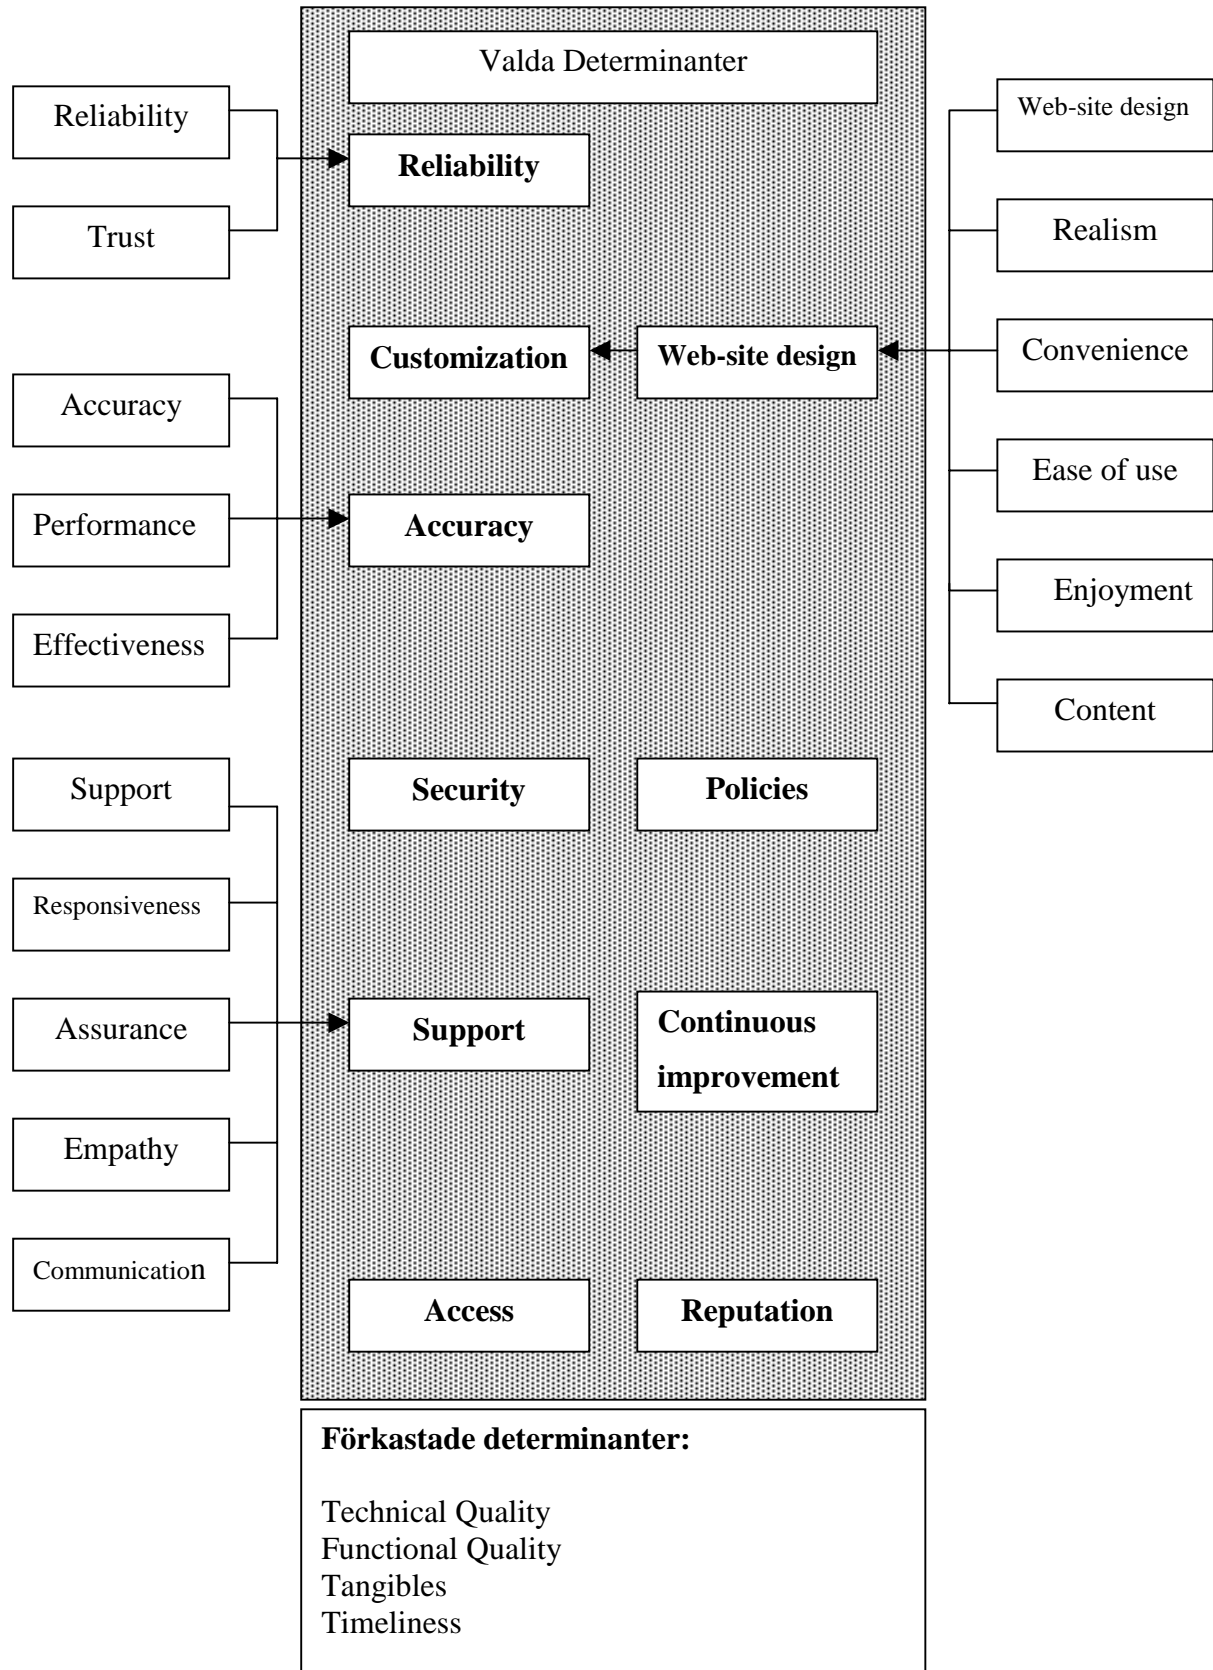 Valda Determinanter
Reliability
Trust
Reliability
Web-site design
Realism
Convenience
Ease of use
Enjoyment
Content
Customization
Web-site design
Accuracy
Performance
Effectiveness
Accuracy
Security
Policies
Support
Responsiveness
Assurance
Empathy
Communication
Support
Continuous
improvement
Access
Reputation
Förkastade determinanter:
Technical Quality
Functional Quality
Tangibles
Timeliness